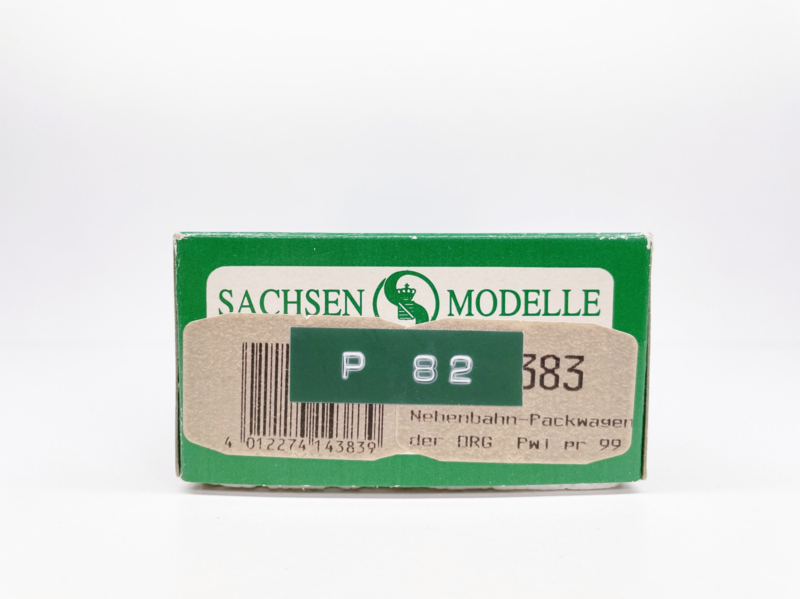 SACHSEN MODELLE
P 82
383
4 012274 143839
Nebenbahn-Packwagen
der DRG PwI pr 99